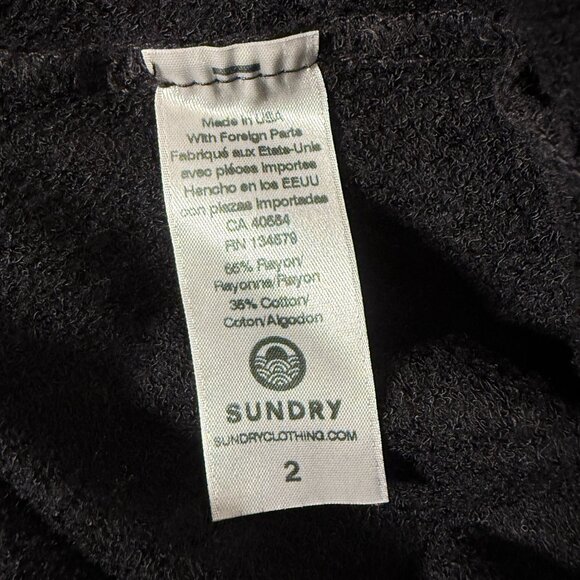 Made in USA
With Foreign Parts
Fabriqué aux Etats-Unis
avec pièces importes
Hencho en los EEUU
con piezas importadas
CA 40584
RN 134579
65% Rayon/
Rayonne/Rayon
35% Cotton/
Coton/Algodon
SUNDRY
SUNDRYCLOTHING.COM
2